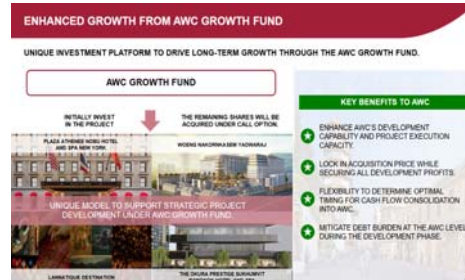 ENHANCED GROWTH FROM AWC GROWTH FUND
UNIQUE INVESTMENT PLATFORM TO DRIVE LONG-TERM GROWTH THROUGH THE AWC GROWTH FUND.
AWC GROWTH FUND
INITIALLY INVEST
IN THE PROJECT
THE REMAINING SHARES WILL BE
ACQUIRED UNDER CALL OPTION.
PLAZA ATHENEE NOBU HOTEL
AND SPA NEW YORK
WOENG NAKORNKASEM YAOWARAJ
UNIQUE MODEL TO SUPPORT STRATEGIC PROJECT
DEVELOPMENT UNDER AWC GROWTH FUND.
LANNATIQUE DESTINATION
THE OKURA PRESTIGE SUKHUMVIT
KEY BENEFITS TO AWC
ENHANCE AWC'S DEVELOPMENT
CAPABILITY AND PROJECT EXECUTION
CAPACITY.
LOCK IN ACQUISITION PRICE WHILE
SECURING ALL DEVELOPMENT PROFITS.
FLEXIBILITY TO DETERMINE OPTIMAL
TIMING FOR CASH FLOW CONSOLIDATION
INTO AWC.
MITIGATE DEBT BURDEN AT THE AWC LEVEL
DURING THE DEVELOPMENT PHASE.